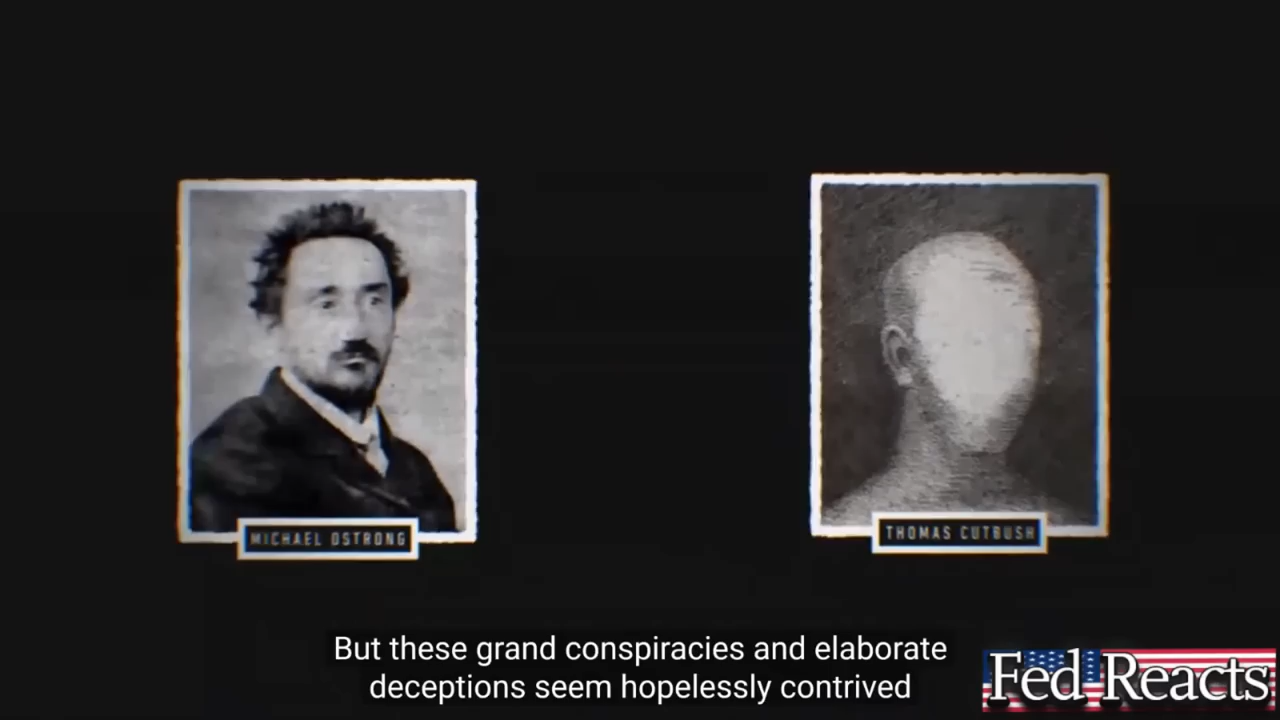 MICHAEL OSTRONG
THOMAS CUTBUSH
But these grand conspiracies and elaborate
deceptions seem hopelessly contrived
Fed Reacts